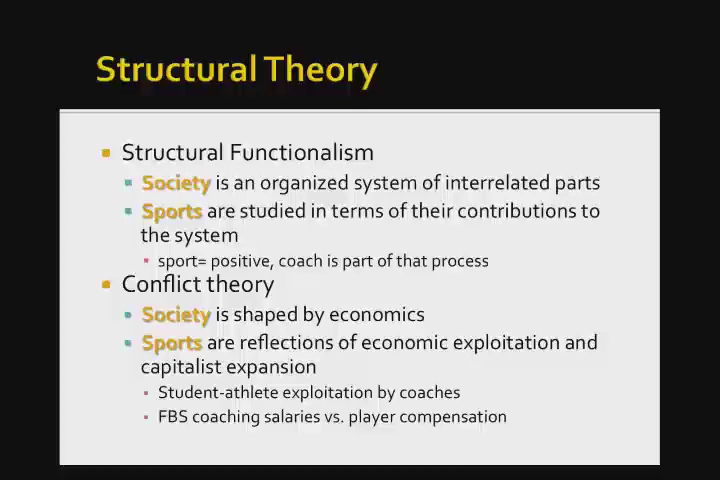 Structural Theory
Structural Functionalism
Society is an organized system of interrelated parts
Sports are studied in terms of their contributions to
the system
sport= positive, coach is part of that process
Conflict theory
Society is shaped by economics
Sports are reflections of economic exploitation and
capitalist expansion
Student-athlete exploitation by coaches
FBS coaching salaries vs. player compensation